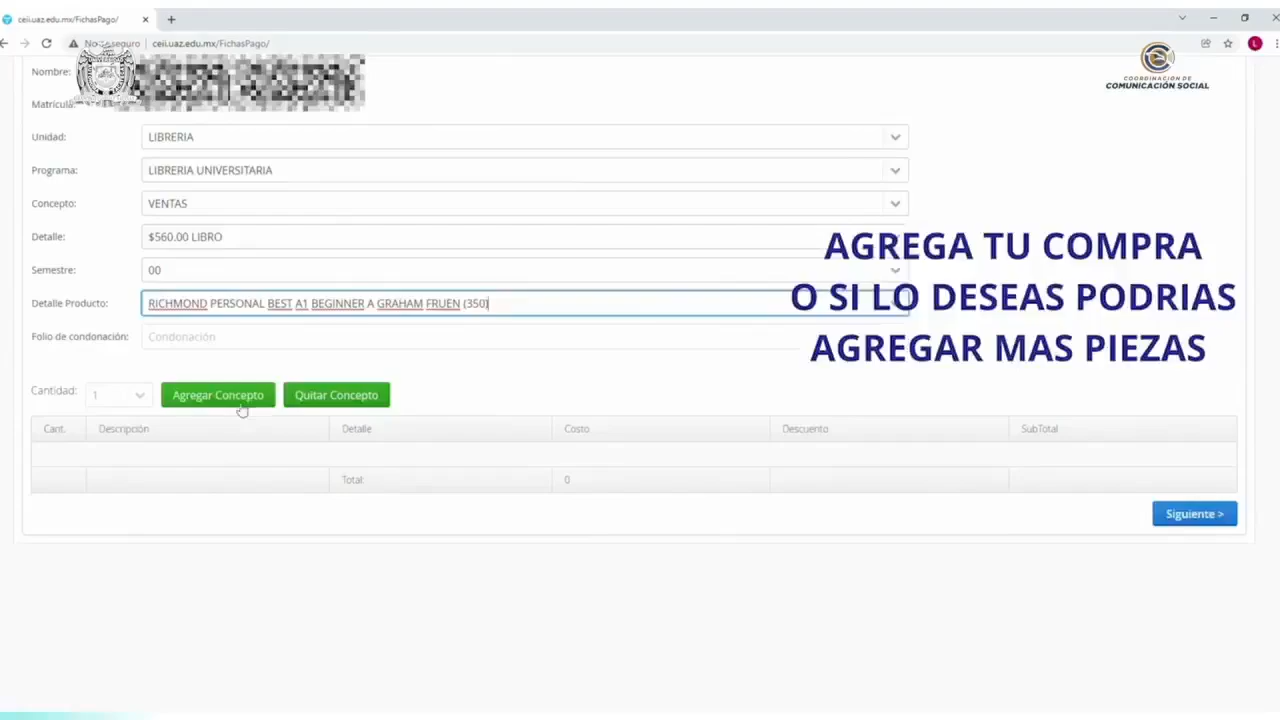 ceii.uaz.edu.mx/FichasPago/
ceii.uaz.edu.mx/FichasPago/
Nombre:
COORDINACIÓN DE
COMUNICACIÓN SOCIAL
Matrícula:
Unidad: LIBRERIA
Programa: LIBRERIA UNIVERSITARIA
Concepto: VENTAS
Detalle: $560.00 LIBRO
Semestre: 00
Detalle Producto: RICHMOND PERSONAL BEST A1 BEGINNER A GRAHAM FRUEN (350)
Folio de condonación: Condonación
AGREGA TU COMPRA
O SI LO DESEAS PODRIAS
AGREGAR MAS PIEZAS
Cantidad: 1 Agregar Concepto Quitar Concepto
Cant. Descripción Detalle Costo Descuento SubTotal
Total 0
Siguiente >